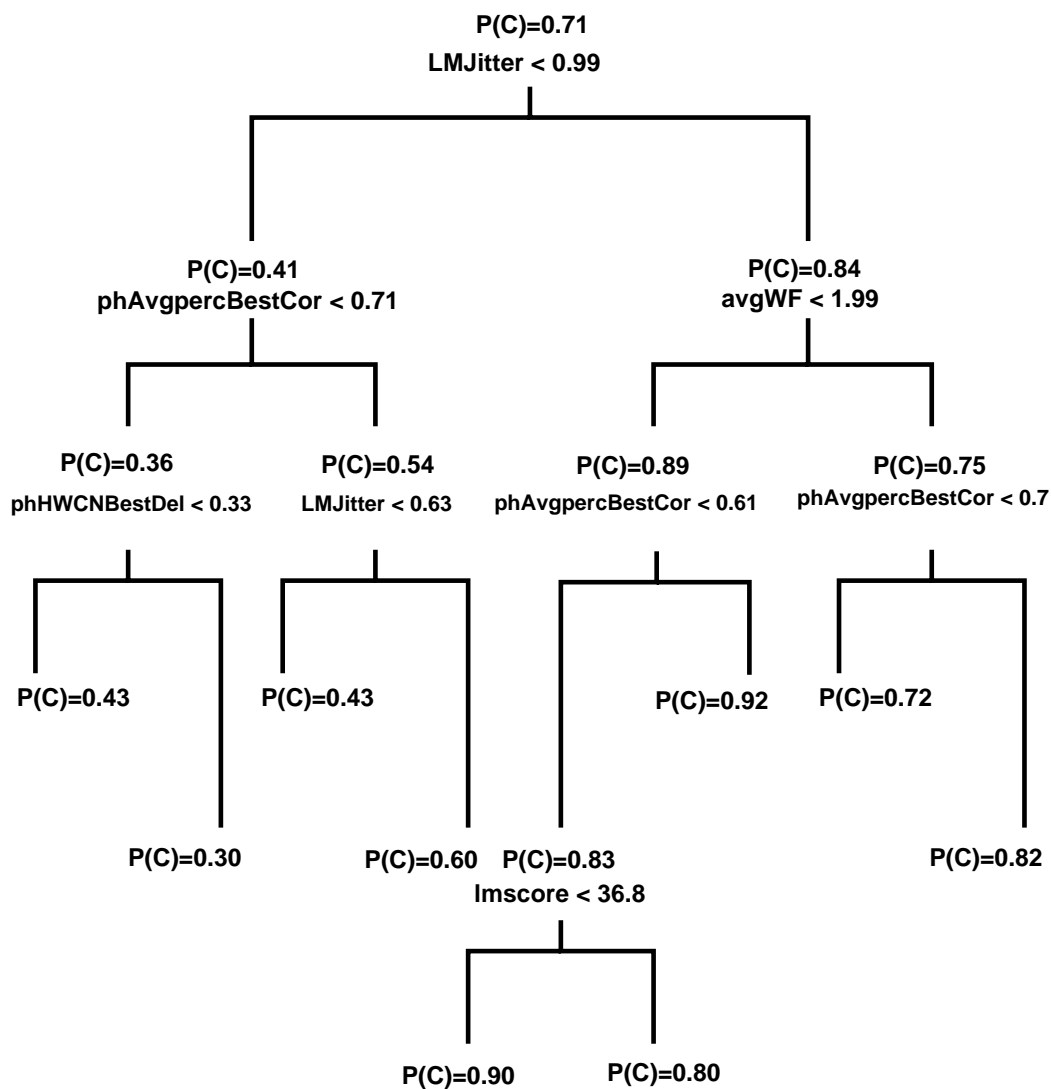 P(C)=0.71
LMJitter < 0.99
P(C)=0.41
phAvgpercBestCor < 0.71
P(C)=0.84
avgWF < 1.99
P(C)=0.36
phHWCNBestDel < 0.33
P(C)=0.54
LMJitter < 0.63
P(C)=0.89
phAvgpercBestCor < 0.61
P(C)=0.75
phAvgpercBestCor < 0.7
P(C)=0.43
P(C)=0.43
P(C)=0.92
P(C)=0.72
P(C)=0.30
P(C)=0.60
P(C)=0.83
lmscore < 36.8
P(C)=0.82
P(C)=0.90
P(C)=0.80